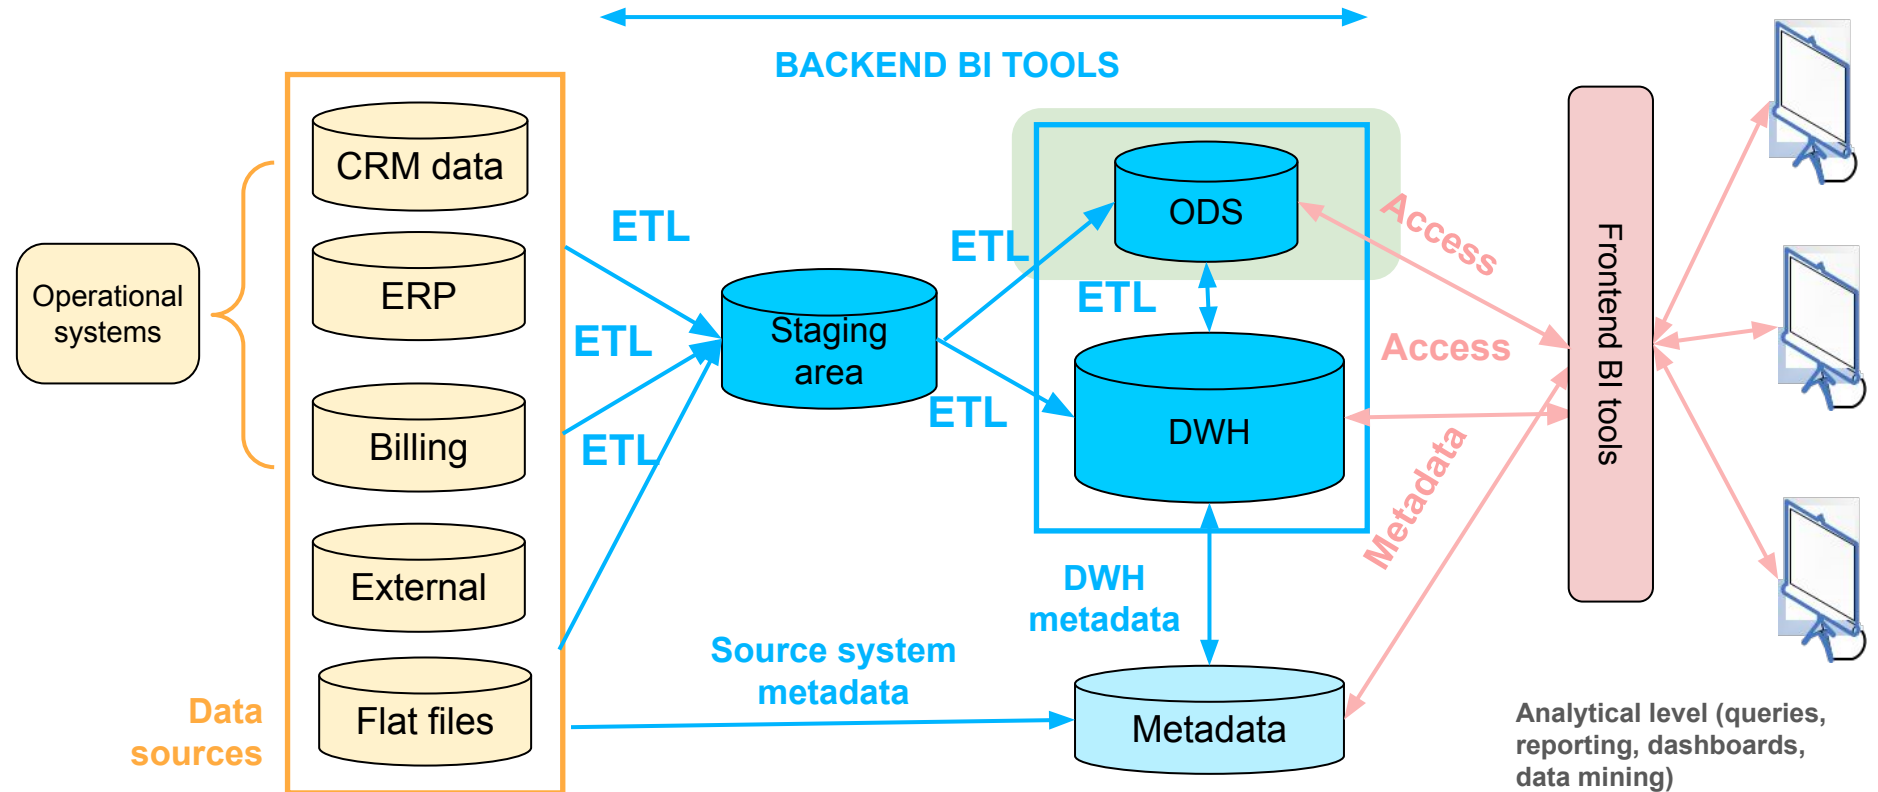 BACKEND BI TOOLS
CRM data
ERP
Billing
External
Flat files
Operational
systems
Data
sources
ETL
ETL
ETL
Staging
area
ETL
ETL
ODS
ETL
DWH
DWH
metadata
Source system
metadata
Metadata
Access
Access
Metadata
Frontend BI tools
Analytical level (queries,
reporting, dashboards,
data mining)